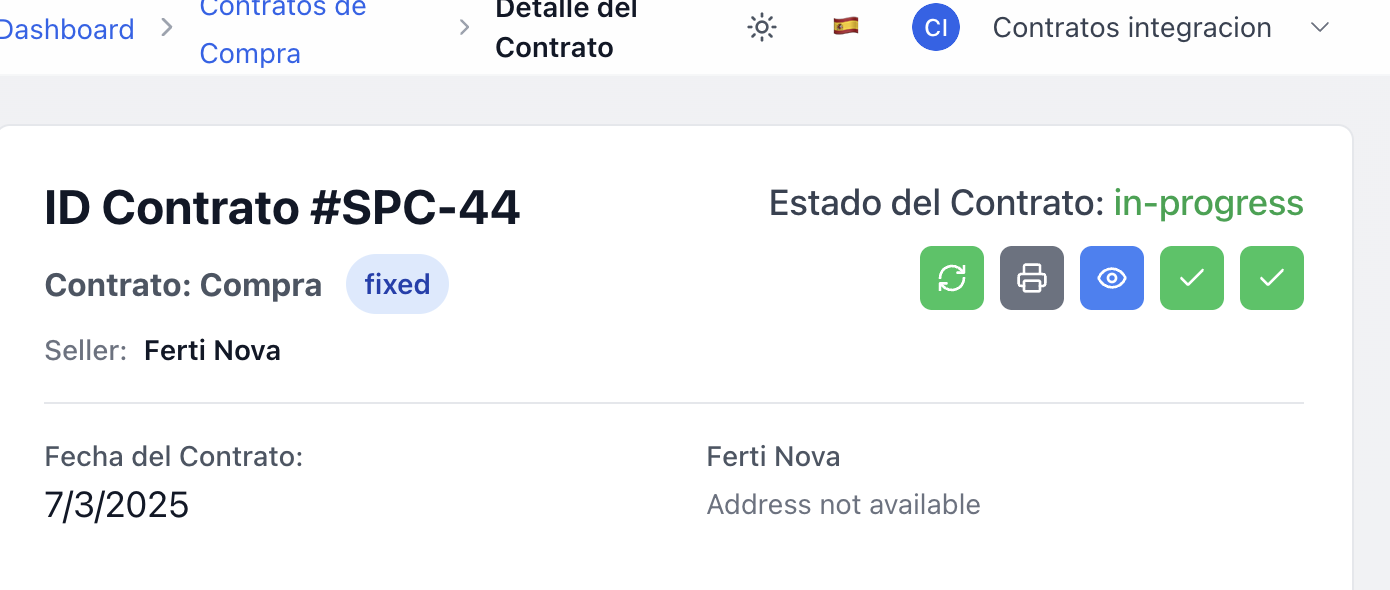 Dashboard
Contratos de
Compra
Detalle del
Contrato
CI
Contratos integracion
ID Contrato #SPC-44
Estado del Contrato: in-progress
Contrato: Compra fixed
Seller: Ferti Nova
Fecha del Contrato:
7/3/2025
Ferti Nova
Address not available